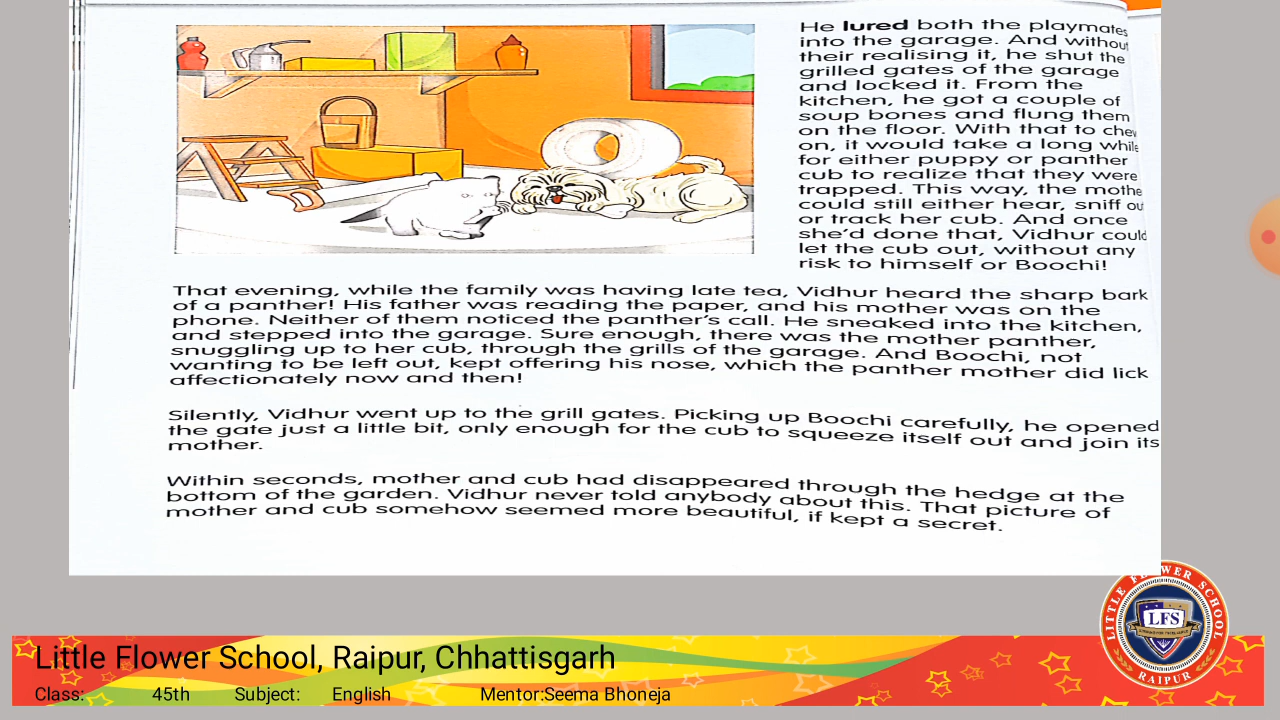 He lured both the playmates
into the garage. And without
their realising it, he shut the
grilled gates of the garage
and locked it. From the
kitchen, he got a couple of
soup bones and flung them
on the floor. With that to chew
on, it would take a long while
for either puppy or panther
cub to realize that they were
trapped. This way, the mothe
could still either hear, sniff ou
or track her cub. And once
she'd done that, Vidhur could
let the cub out, without any
risk to himself or Boochi!
That evening, while the family was having late tea, Vidhur heard the sharp bark
of a panther! His father was reading the paper, and his mother was on the
phone. Neither of them noticed the panther's call. He sneaked into the kitchen,
and stepped into the garage. Sure enough, there was the mother panther,
snuggling up to her cub, through the grills of the garage. And Boochi, not
wanting to be left out, kept offering his nose, which the panther mother did lick
affectionately now and then!
Silently, Vidhur went up to the grill gates. Picking up Boochi carefully, he opened
the gate just a little bit, only enough for the cub to squeeze itself out and join its
mother.
Within seconds, mother and cub had disappeared through the hedge at the
bottom of the garden. Vidhur never told anybody about this. That picture of
mother and cub somehow seemed more beautiful, if kept a secret.
LITTLE FLOWER SCHOOL
LFS
RAIPUR
Little Flower School, Raipur, Chhattisgarh
Class: 45th Subject: English Mentor:Seema Bhoneja